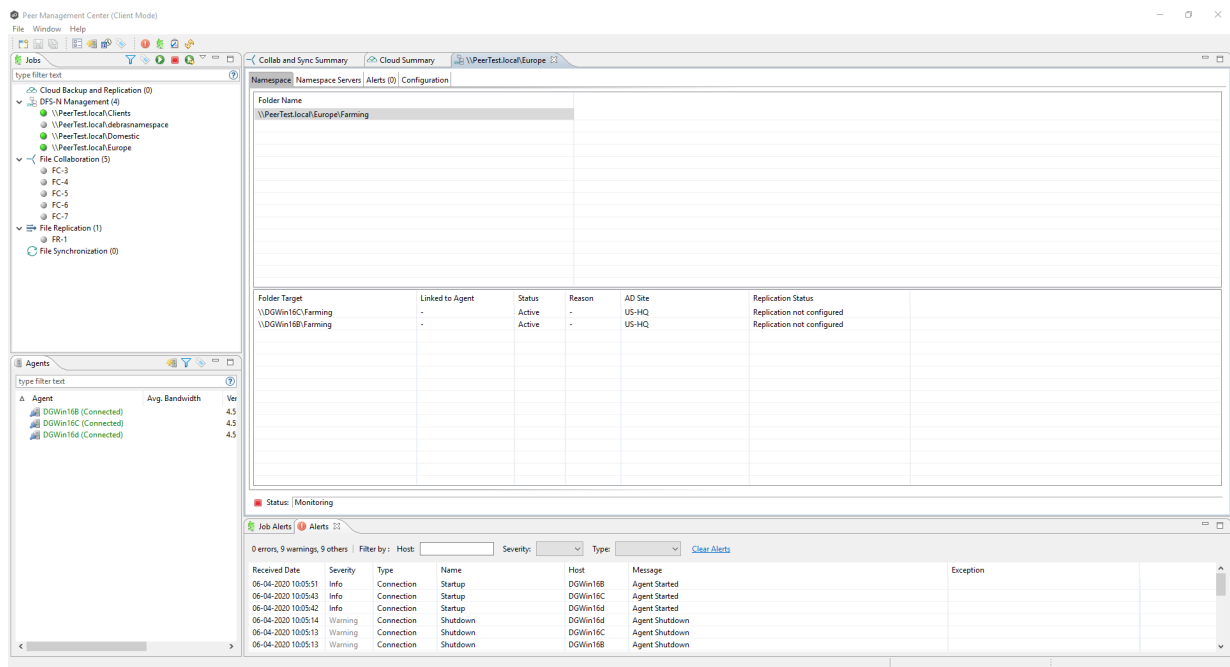 Peer Management Center (Client Mode)
File Window Help
Jobs
type filter text
Cloud Backup and Replication (0)
DFS-N Management (4)
\\PeerTest.local\Clients
\\PeerTest.local\debrasnamespace
\\PeerTest.local\Domestic
\\PeerTest.local\Europe
File Collaboration (5)
FC-3
FC-4
FC-5
FC-6
FC-7
File Replication (1)
FR-1
File Synchronization (0)
Agents
type filter text
Agent Avg. Bandwidth Ver
DGWin16B (Connected) 4.5
DGWin16C (Connected) 4.5
DGWin16d (Connected) 4.5
Collab and Sync Summary Cloud Summary \\PeerTest.local\Europe
Namespace Namespace Servers Alerts (0) Configuration
Folder Name
\\PeerTest.local\Europe\Farming
Folder Target Linked to Agent Status Reason AD Site Replication Status
\\DGWin16C\Farming - Active - US-HQ Replication not configured
\\DGWin16B\Farming - Active - US-HQ Replication not configured
Status: Monitoring
Job Alerts Alerts
0 errors, 9 warnings, 9 others Filter by: Host: Severity: Type: Clear Alerts
Received Date Severity Type Name Host Message Exception
06-04-2020 10:05:51 Info Connection Startup DGWin16B Agent Started
06-04-2020 10:05:43 Info Connection Startup DGWin16C Agent Started
06-04-2020 10:05:42 Info Connection Startup DGWin16d Agent Started
06-04-2020 10:05:14 Warning Connection Shutdown DGWin16d Agent Shutdown
06-04-2020 10:05:13 Warning Connection Shutdown DGWin16C Agent Shutdown
06-04-2020 10:05:13 Warning Connection Shutdown DGWin16B Agent Shutdown